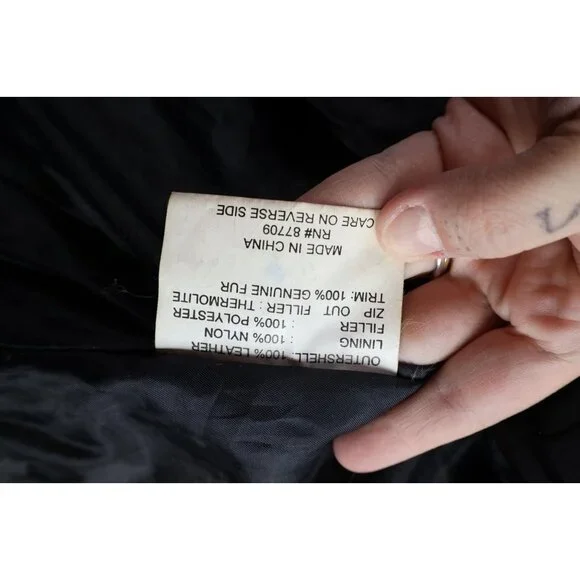 OUTERSHELL: 100% LEATHER
LINING : 100% NYLON
FILLER : 100% POLYESTER
ZIP OUT FILLER : THERMOLITE
TRIM: 100% GENUINE FUR
MADE IN CHINA
RN# 87709
CARE ON REVERSE SIDE